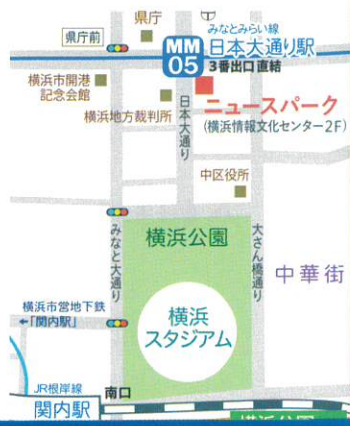 県庁
県庁前
みなとみらい線
MM
05
日本大通り駅
3番出口直結
横浜市開港
記念会館
横浜地方裁判所
日本大通り
ニュースパーク
(横浜情報文化センター2F)
中区役所
みなと大通り
横浜公園
大さん橋通り
中華街
横浜市営地下鉄
←「関内駅」
横浜
スタジアム
JR根岸線
関内駅
南口